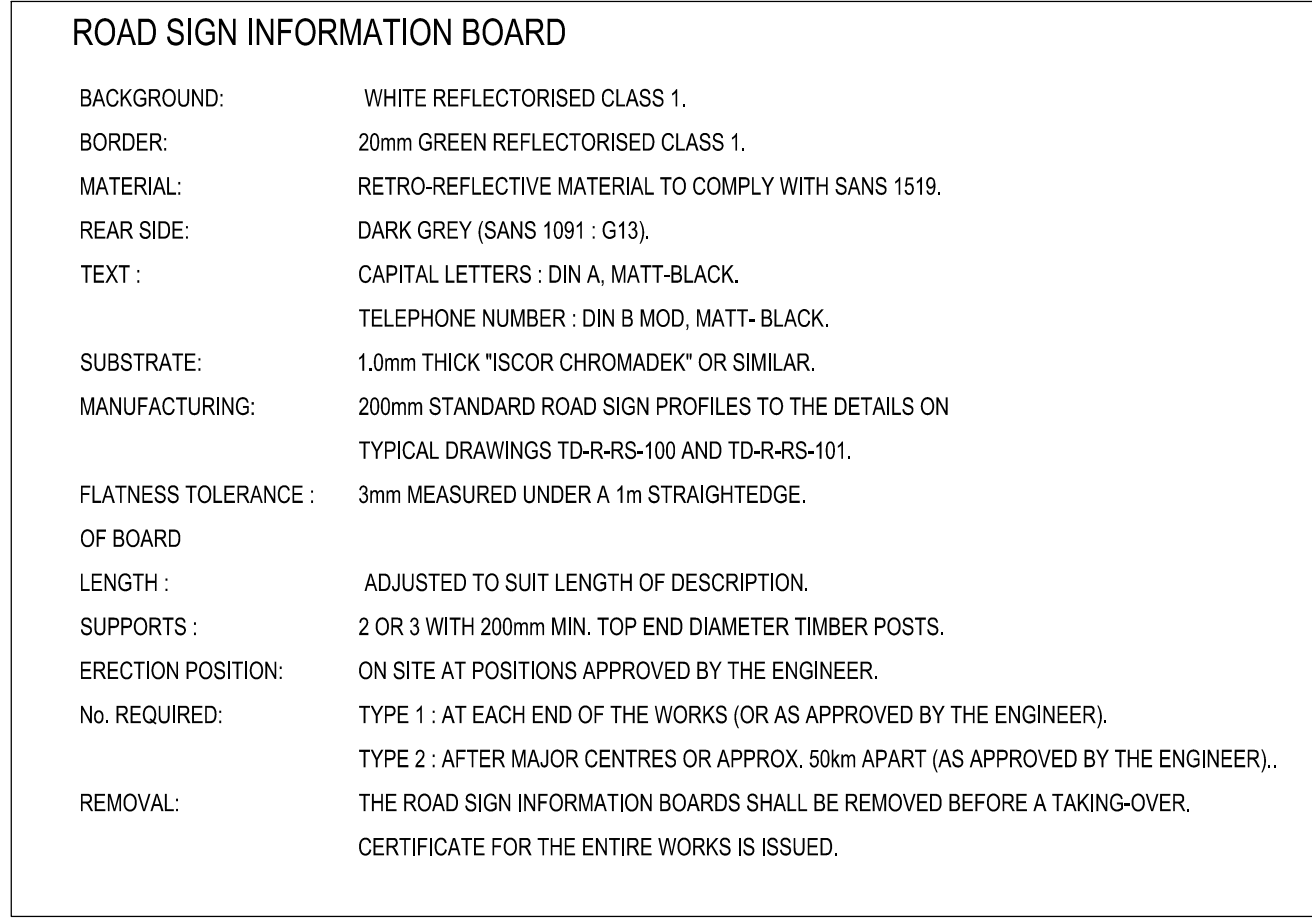 ROAD SIGN INFORMATION BOARD
BACKGROUND: WHITE REFLECTORISED CLASS 1.
BORDER: 20mm GREEN REFLECTORISED CLASS 1.
MATERIAL: RETRO-REFLECTIVE MATERIAL TO COMPLY WITH SANS 1519.
REAR SIDE: DARK GREY (SANS 1091 : G13).
TEXT : CAPITAL LETTERS : DIN A, MATT-BLACK.
TELEPHONE NUMBER : DIN B MOD, MATT- BLACK.
SUBSTRATE: 1.0mm THICK "ISCOR CHROMADEK" OR SIMILAR.
MANUFACTURING: 200mm STANDARD ROAD SIGN PROFILES TO THE DETAILS ON
TYPICAL DRAWINGS TD-R-RS-100 AND TD-R-RS-101.
FLATNESS TOLERANCE : 3mm MEASURED UNDER A 1m STRAIGHTEDGE.
OF BOARD
LENGTH : ADJUSTED TO SUIT LENGTH OF DESCRIPTION.
SUPPORTS : 2 OR 3 WITH 200mm MIN. TOP END DIAMETER TIMBER POSTS.
ERECTION POSITION: ON SITE AT POSITIONS APPROVED BY THE ENGINEER.
No. REQUIRED: TYPE 1 : AT EACH END OF THE WORKS (OR AS APPROVED BY THE ENGINEER).
TYPE 2 : AFTER MAJOR CENTRES OR APPROX. 50km APART (AS APPROVED BY THE ENGINEER)..
REMOVAL: THE ROAD SIGN INFORMATION BOARDS SHALL BE REMOVED BEFORE A TAKING-OVER.
CERTIFICATE FOR THE ENTIRE WORKS IS ISSUED.